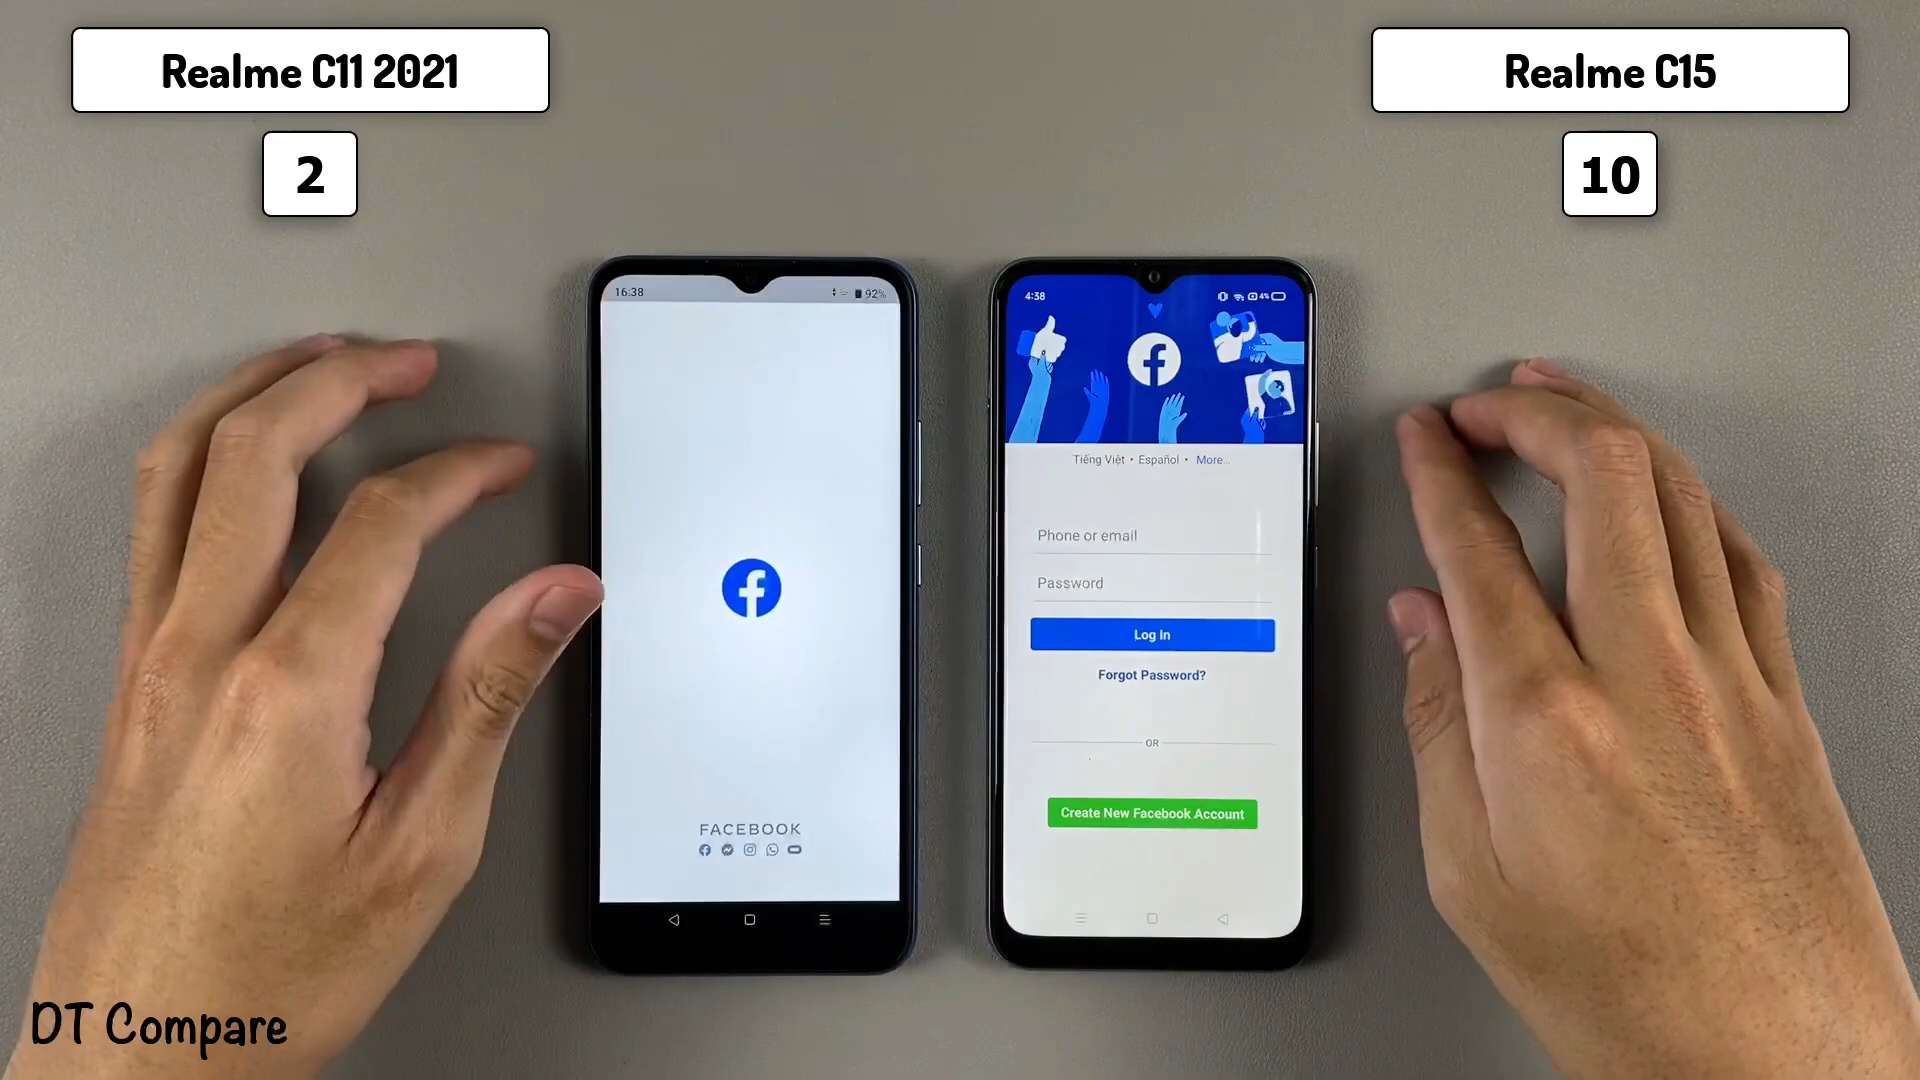 Realme C11 2021
2
Realme C15
10
16:38
92%
FACEBOOK
4:38
4%
Tiếng Việt • Español • More...
Phone or email
Password
Log In
Forgot Password?
OR
Create New Facebook Account
DT Compare